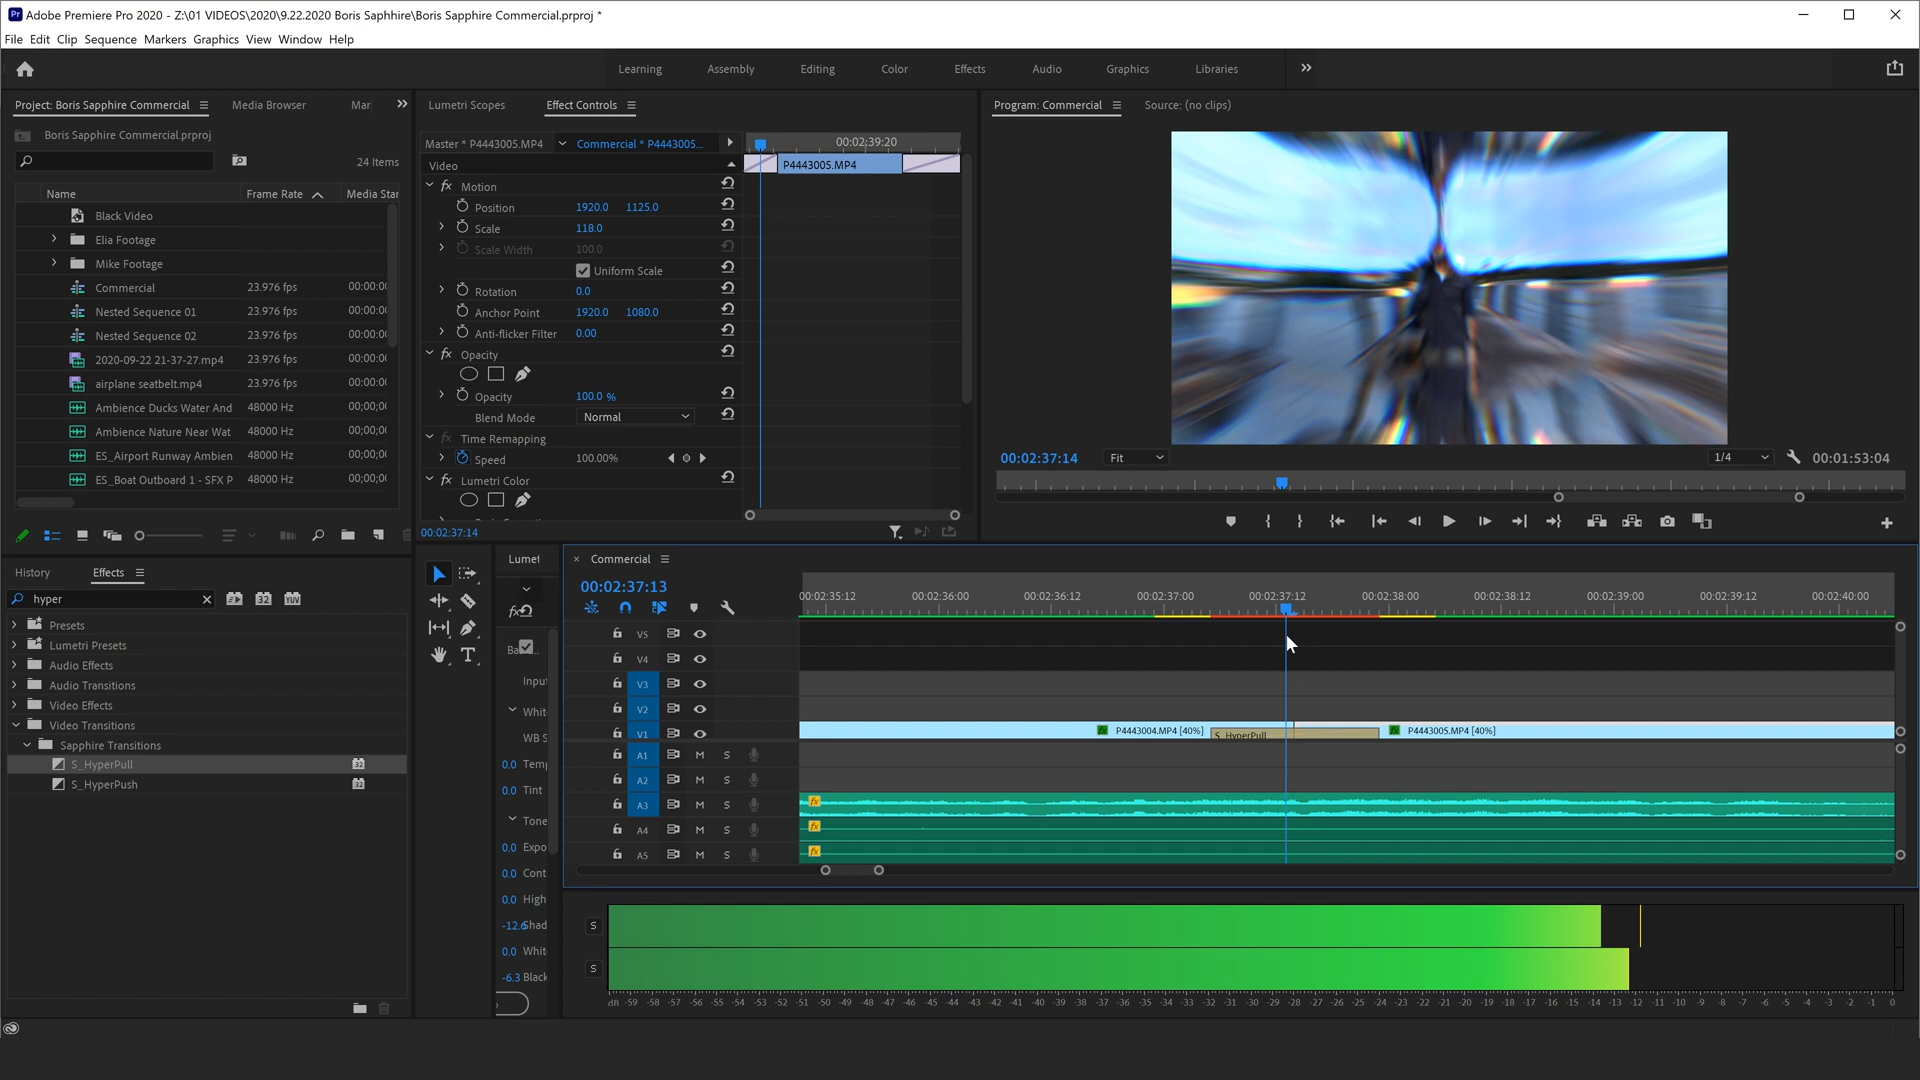 Adobe Premiere Pro 2020 - Z:\01 VIDEOS\2020\9.22.2020 Boris Saphhire\Boris Sapphire Commercial.prproj *
File Edit Clip Sequence Markers Graphics View Window Help
Learning Assembly Editing Color Effects Audio Graphics Libraries
Project: Boris Sapphire Commercial Media Browser Mar
Boris Sapphire Commercial.prproj
24 Items
Name Frame Rate Media Star
Black Video
Elia Footage
Mike Footage
Commercial 23.976 fps 00:00:0
Nested Sequence 01 23.976 fps 00:00:0
Nested Sequence 02 23.976 fps 00:00:0
2020-09-22 21-37-27.mp4 23.976 fps 00:00:0
airplane seatbelt.mp4 23.976 fps 00:00:0
Ambience Ducks Water And 48000 Hz 00;00;0
Ambience Nature Near Wat 48000 Hz 00;00;0
ES_Airport Runway Ambien 48000 Hz 00;00;0
ES_Boat Outboard 1 - SFX P 48000 Hz 00;00;0
History Effects
hyper
32 YUV
Presets
Lumetri Presets
Audio Effects
Audio Transitions
Video Effects
Video Transitions
Sapphire Transitions
S_HyperPull 32
S_HyperPush 32
Lumetri Scopes Effect Controls
Master * P4443005.MP4 Commercial * P4443005...
00:02:39:20
Video P4443005.MP4
fx Motion
Position 1920.0 1125.0
Scale 118.0
Scale Width 100.0
Uniform Scale
Rotation 0.0
Anchor Point 1920.0 1080.0
Anti-flicker Filter 0.00
fx Opacity
Opacity 100.0 %
Blend Mode Normal
fx Time Remapping
Speed 100.00%
fx Lumetri Color
00:02:37:14
Program: Commercial Source: (no clips)
00:02:37:14 Fit 1/4 00:01:53:04
Lumet
fx
Ba...
Input
Whit
WB S
0.0 Temp
0.0 Tint
Tone
0.0 Expo
0.0 Cont
0.0 High
-12.6 Shad
0.0 Whit
-6.3 Black
× Commercial
00:02:37:13
00:02:35:12 00:02:36:00 00:02:36:12 00:02:37:00 00:02:37:12 00:02:38:00 00:02:38:12 00:02:39:00 00:02:39:12 00:02:40:00
V5
V4
V3
V2
V1 fx P4443004.MP4 [40%] S_HyperPull fx P4443005.MP4 [40%]
A1 M S
A2 M S
A3 M S fx
A4 M S fx
A5 M S fx
S
S
dB -59 -58 -57 -56 -55 -54 -53 -52 -51 -50 -49 -48 -47 -46 -45 -44 -43 -42 -41 -40 -39 -38 -37 -36 -35 -34 -33 -32 -31 -30 -29 -28 -27 -26 -25 -24 -23 -22 -21 -20 -19 -18 -17 -16 -15 -14 -13 -12 -11 -10 -9 -8 -7 -6 -5 -4 -3 -2 -1 0